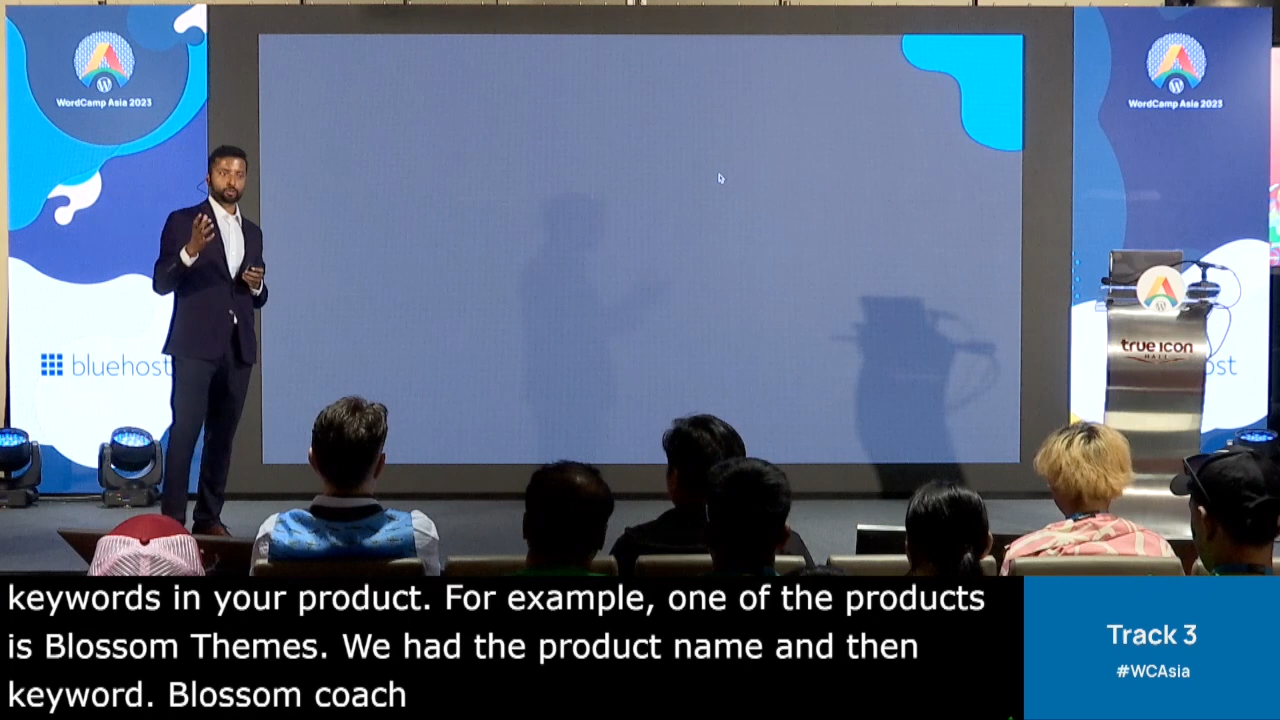 WordCamp Asia 2023
WordCamp Asia 2023
bluehost
true icon
HALL
ost
keywords in your product. For example, one of the products
is Blossom Themes. We had the product name and then
keyword. Blossom coach
Track 3
#WCAsia